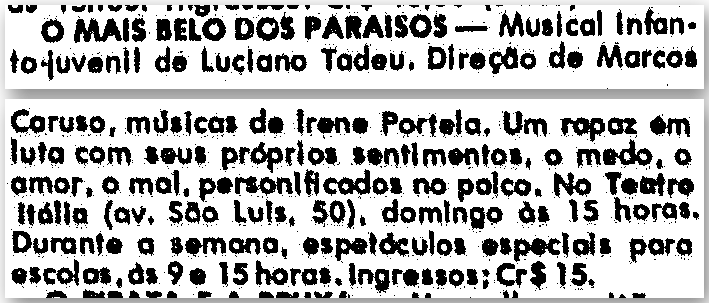 O MAIS BELO DOS PARAISOS — Musical Infan-
to-juvenil de Luciano Tadeu. Direção de Marcos
Caruso, músicas de Irene Portela. Um rapaz em
luta com seus próprios sentimentos, o medo, o
amor, o mal, personificados no palco. No Teatro
Itália (av. São Luis, 50), domingo às 15 horas.
Durante a semana, espetáculos especiais para
escolas, às 9 e 15 horas. Ingressos; Cr$ 15.